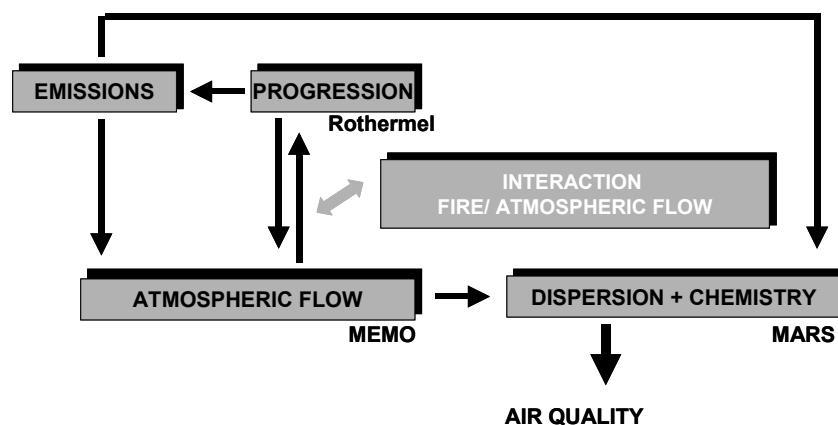 EMISSIONS
PROGRESSION
Rothermel
INTERACTION
FIRE/ ATMOSPHERIC FLOW
ATMOSPHERIC FLOW
MEMO
DISPERSION + CHEMISTRY
MARS
AIR QUALITY